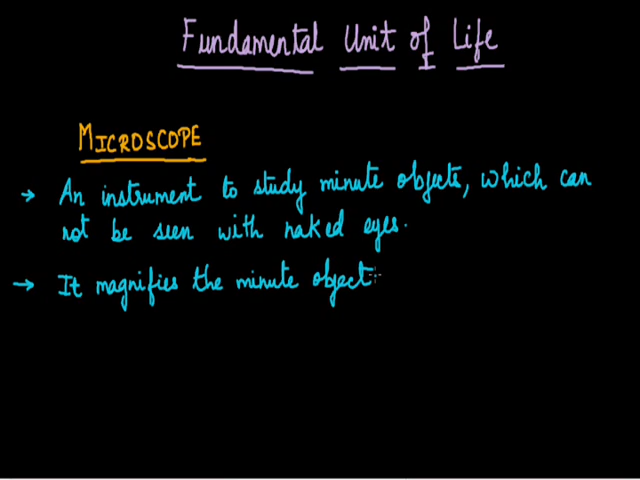 Fundamental Unit of Life
MICROSCOPE
→ An instrument to study minute objects, which can
not be seen with naked eyes.
→ It magnifies the minute object